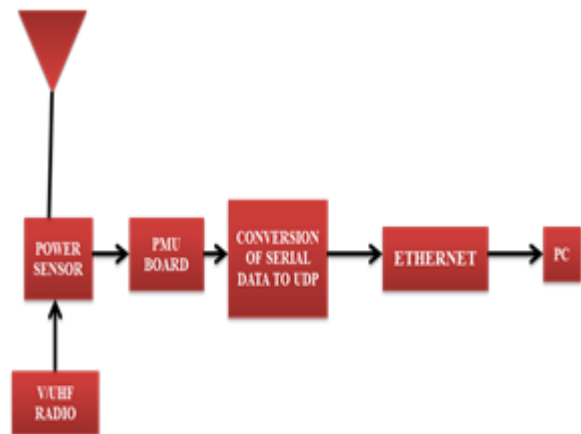 POWER
SENSOR
PMU
BOARD
CONVERSION
OF SERIAL
DATA TO UDP
ETHERNET
PC
V/UHF
RADIO